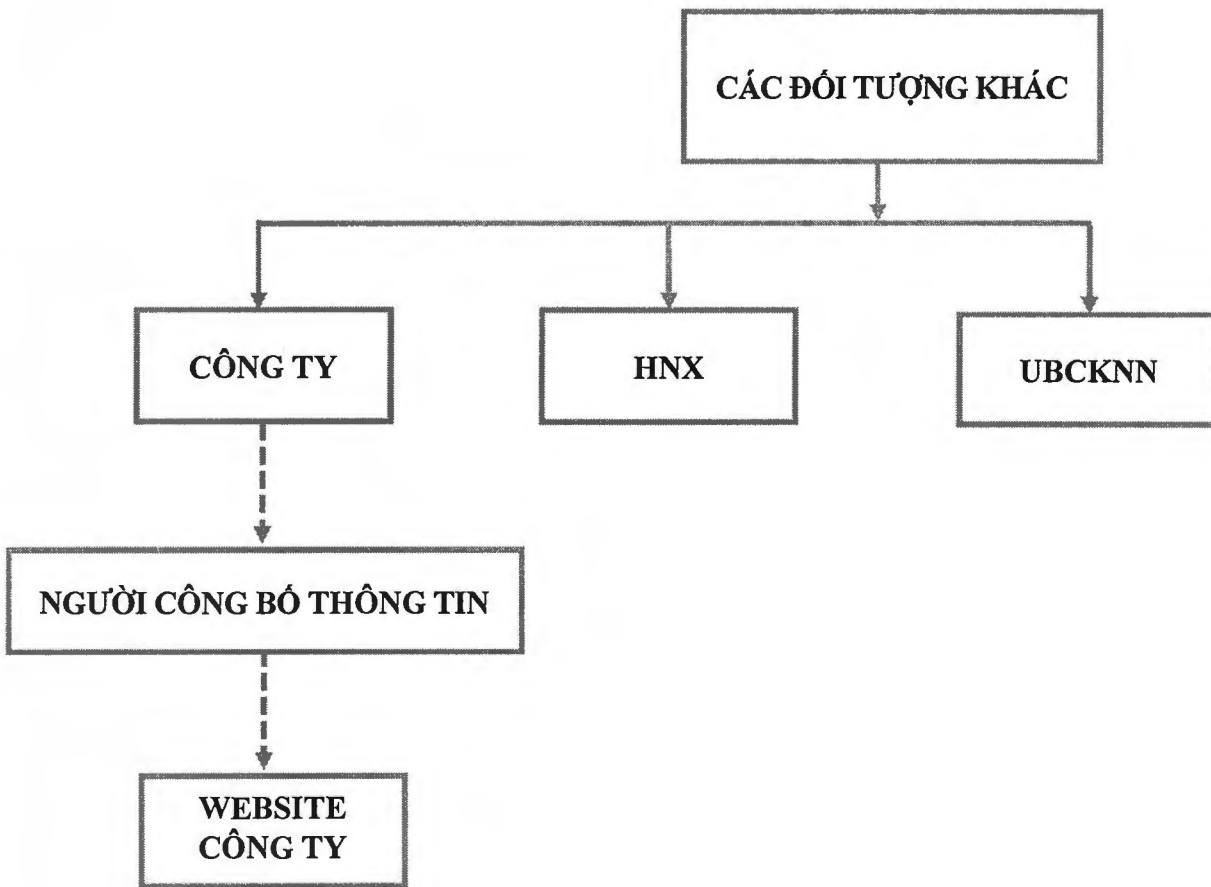 CÁC ĐỐI TƯỢNG KHÁC
CÔNG TY
HNX
UBCKNN
NGƯỜI CÔNG BỐ THÔNG TIN
WEBSITE
CÔNG TY